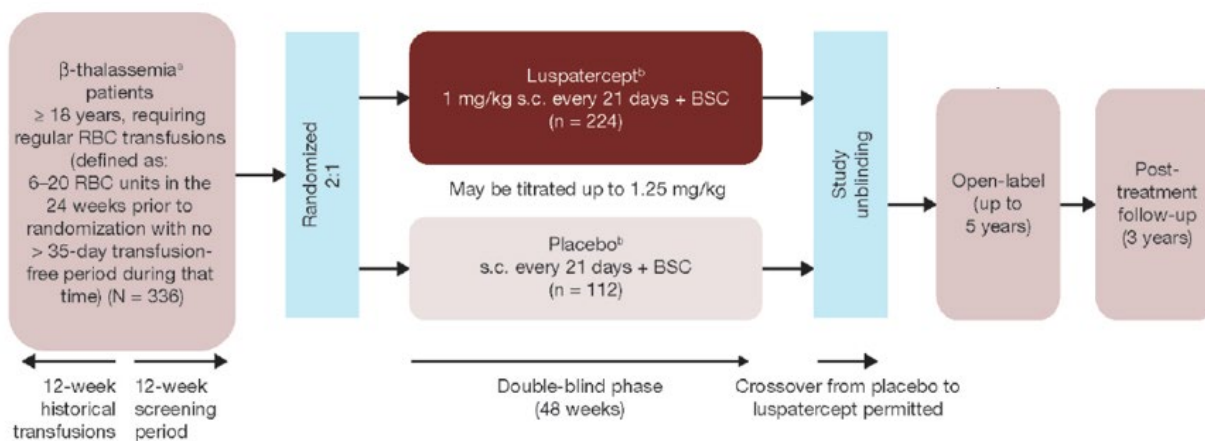 β-thalassemiaᵃ
patients
≥ 18 years, requiring
regular RBC transfusions
(defined as:
6–20 RBC units in the
24 weeks prior to
randomization with no
> 35-day transfusion-
free period during that
time) (N = 336)
12-week
historical
transfusions
12-week
screening
period
Randomized
2:1
Luspaterceptᵇ
1 mg/kg s.c. every 21 days + BSC
(n = 224)
May be titrated up to 1.25 mg/kg
Placeboᵇ
s.c. every 21 days + BSC
(n = 112)
Double-blind phase
(48 weeks)
Study
unblinding
Crossover from placebo to
luspatercept permitted
Open-label
(up to
5 years)
Post-
treatment
follow-up
(3 years)